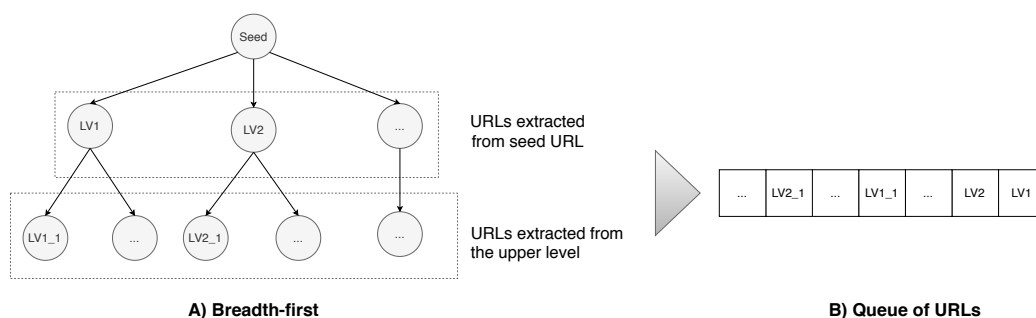 Seed
LV1
LV2
...
URLs extracted
from seed URL
LV1_1
...
LV2_1
...
...
URLs extracted from
the upper level
A) Breadth-first
...
LV2_1
...
LV1_1
...
LV2
LV1
B) Queue of URLs